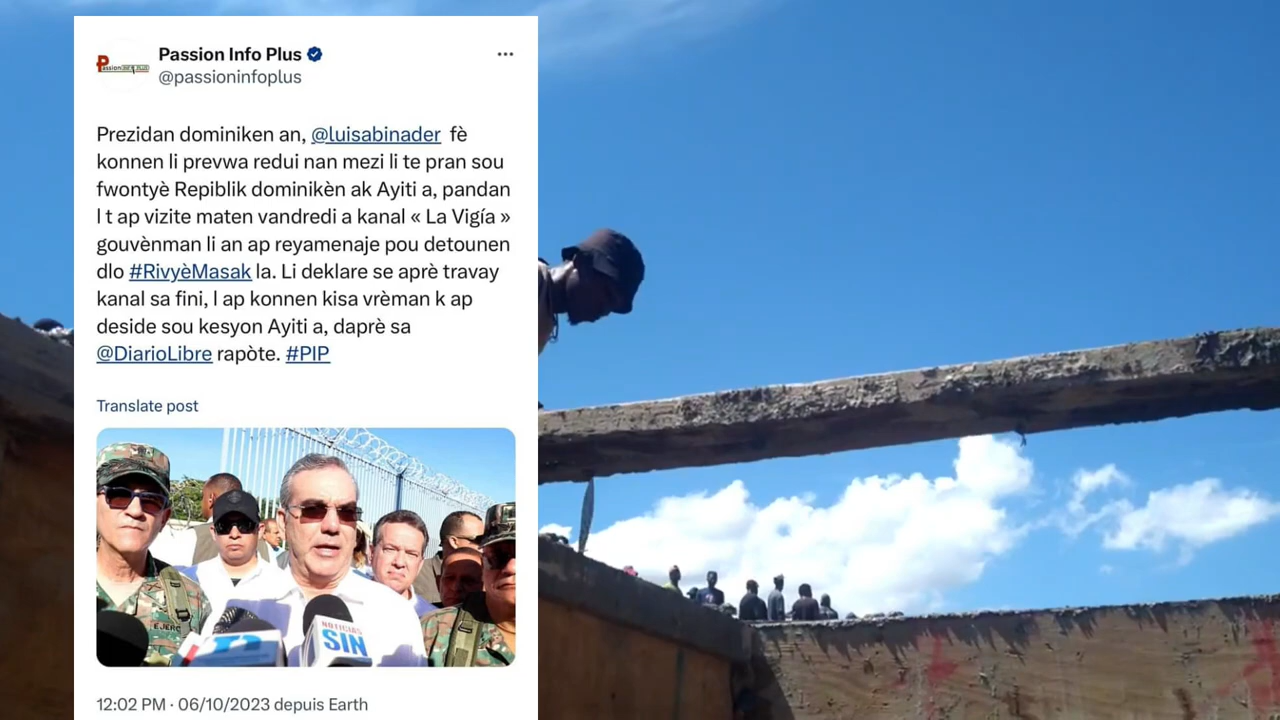 Passion Info Plus
@passioninfoplus
Prezidan dominiken an, @luisabinader fè
konnen li prevwa redui nan mezi li te pran sou
fwontyè Repiblik dominikèn ak Ayiti a, pandan
l t ap vizite maten vandredi a kanal « La Vigía »
gouvènman li an ap reyamenaje pou detounen
dlo #RivyèMasak la. Li deklare se aprè travay
kanal sa fini, l ap konnen kisa vrèman k ap
deside sou kesyon Ayiti a, daprè sa
@DiarioLibre rapòte. #PIP
Translate post
EJERC
NOTICIAS
SIN
12:02 PM · 06/10/2023 depuis Earth